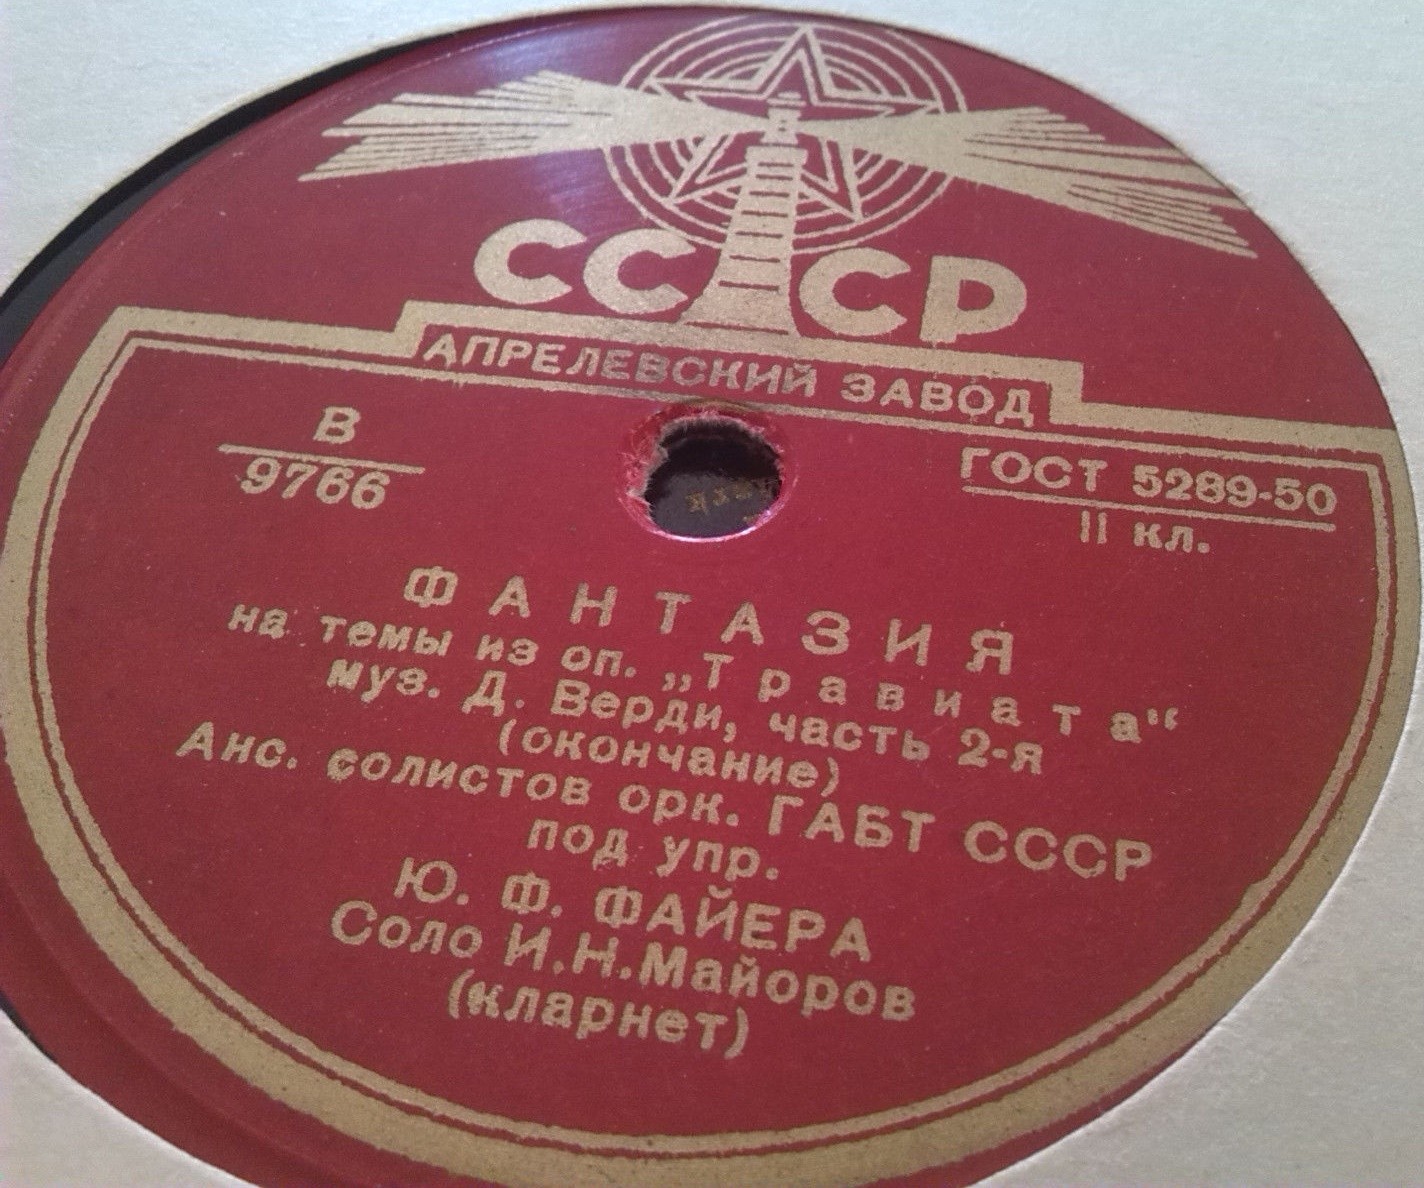 СССР
АПРЕЛЕВСКИЙ ЗАВОД
В
9766
ГОСТ 5289-50
II кл.
ФАНТАЗИЯ
на темы из оп. „Травиата“
муз. Д. Верди, часть 2-я
(окончание)
Анс. солистов орк. ГАБТ СССР
под упр.
Ю. Ф. ФАЙЕРА
Соло И.Н.Майоров
(кларнет)